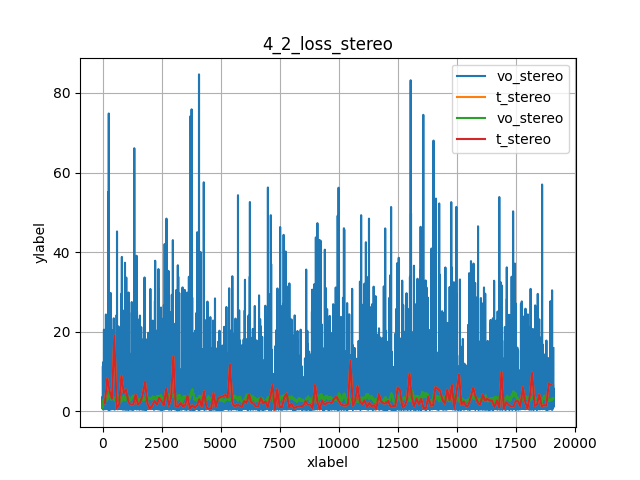 4_2_loss_stereo
vo_stereo
t_stereo
vo_stereo
t_stereo
ylabel
80
60
40
20
0
0 2500 5000 7500 10000 12500 15000 17500 20000
xlabel